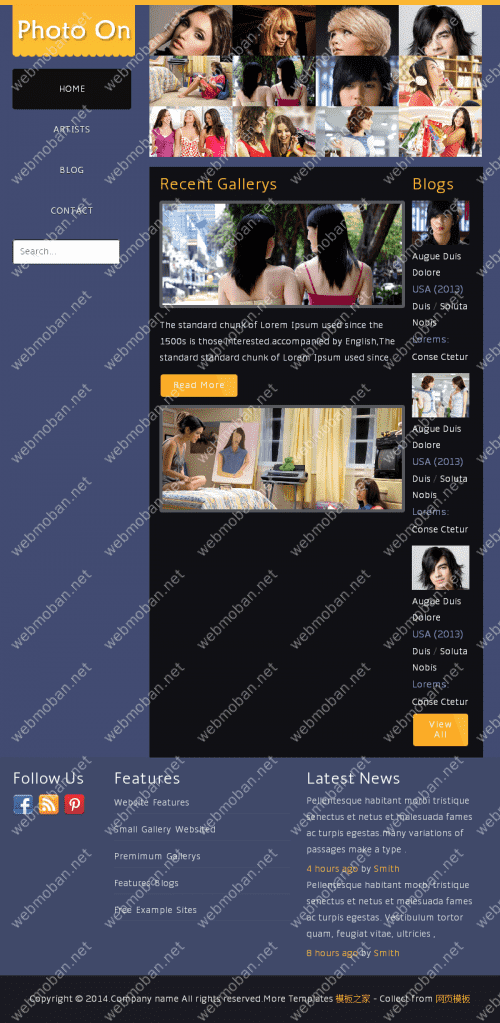 Photo On
HOME
ARTISTS
BLOG
CONTACT
Search...
Recent Gallerys
The standard chunk of Lorem Ipsum used since the
1500s is those interested accompanied by English,The
standard standard chunk of Lorem Ipsum used since .
Read More
Blogs
Augue Duis
Dolore
USA (2013)
Duis / Soluta
Nobis
Lorems:
Conse Ctetur
Augue Duis
Dolore
USA (2013)
Duis / Soluta
Nobis
Lorems:
Conse Ctetur
Augue Duis
Dolore
USA (2013)
Duis / Soluta
Nobis
Lorems:
Conse Ctetur
View
All
Follow Us
Features
Website Features
Small Gallery Websited
Premimum Gallerys
Features Blogs
Free Example Sites
Latest News
Pellentesque habitant morbi tristique
senectus et netus et malesuada fames
ac turpis egestas.many variations of
passages make a type .
4 hours ago by Smith
Pellentesque habitant morbi tristique
senectus et netus et malesuada fames
ac turpis egestas. Vestibulum tortor
quam, feugiat vitae, ultricies ,
8 hours ago by Smith
Copyright © 2014.Company name All rights reserved.More Templates 模板之家 - Collect from 网页模板
webmoban.net